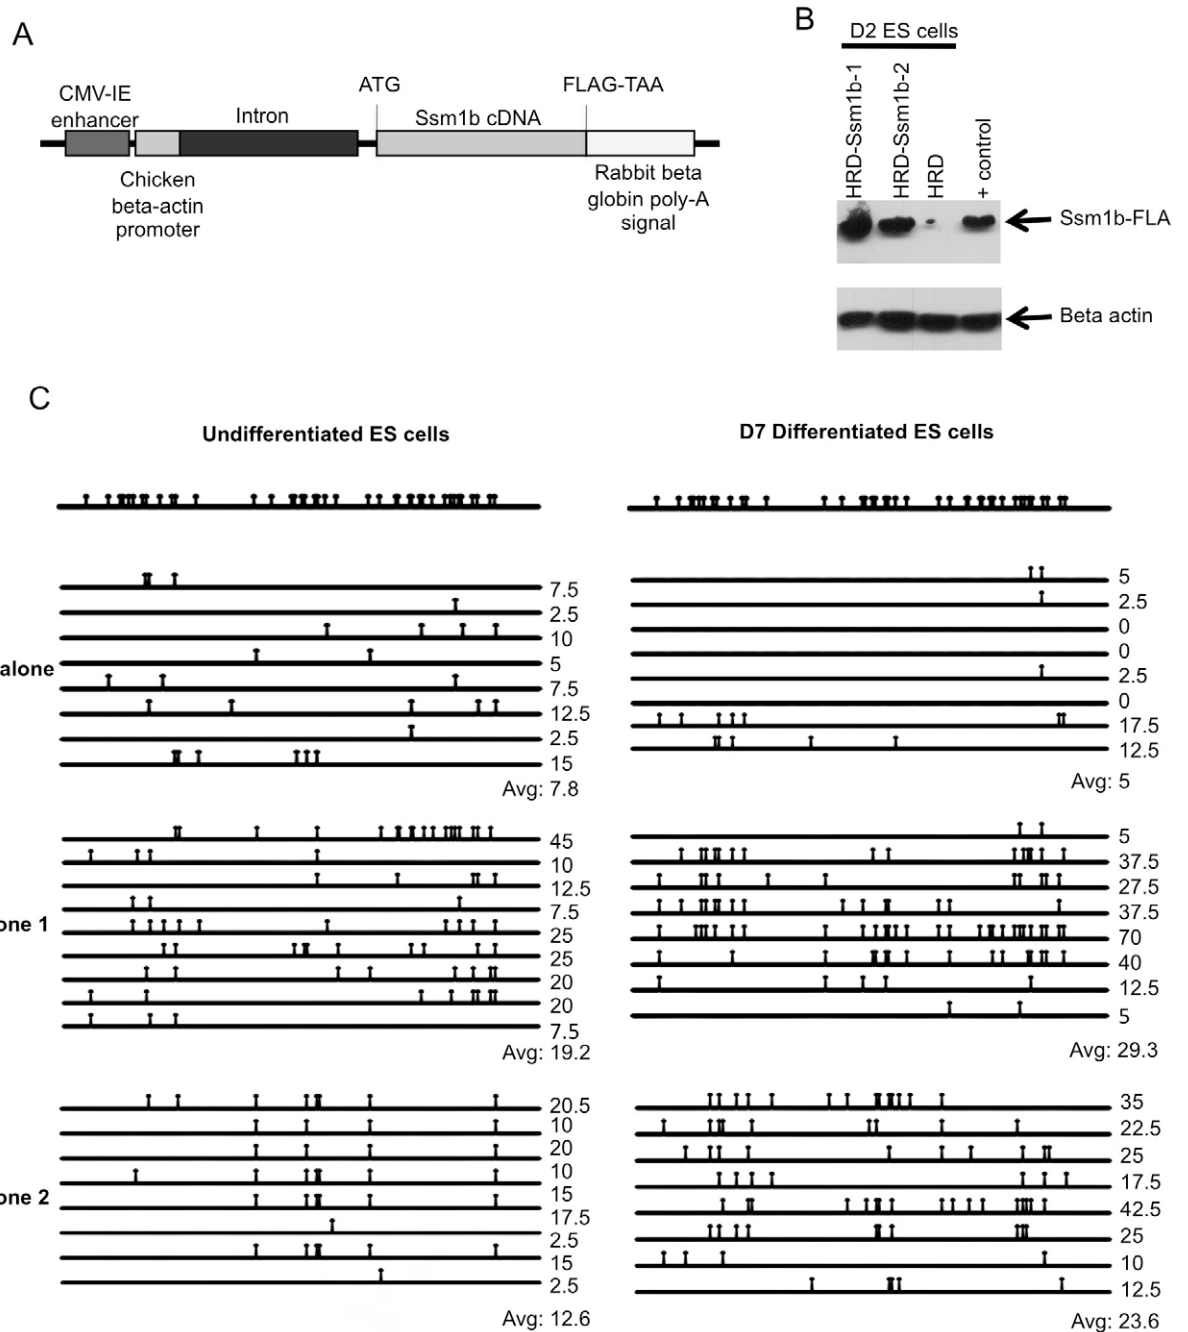 A
B
D2 ES cells
CMV-IE
enhancer
Intron
ATG
Ssm1b cDNA
FLAG-TAA
Chicken
beta-actin
promoter
Rabbit beta
globin poly-A
signal
HRD-Ssm1b-1
HRD-Ssm1b-2
HRD
+ control
Ssm1b-FLA
Beta actin
C
Undifferentiated ES cells
D7 Differentiated ES cells
alone
7.5
2.5
10
5
7.5
12.5
2.5
15
Avg: 7.8
5
2.5
0
0
2.5
0
17.5
12.5
Avg: 5
one 1
45
10
12.5
7.5
25
25
20
20
7.5
Avg: 19.2
5
37.5
27.5
37.5
70
40
12.5
5
Avg: 29.3
one 2
20.5
10
20
10
15
17.5
2.5
15
2.5
Avg: 12.6
35
22.5
25
17.5
42.5
25
10
12.5
Avg: 23.6